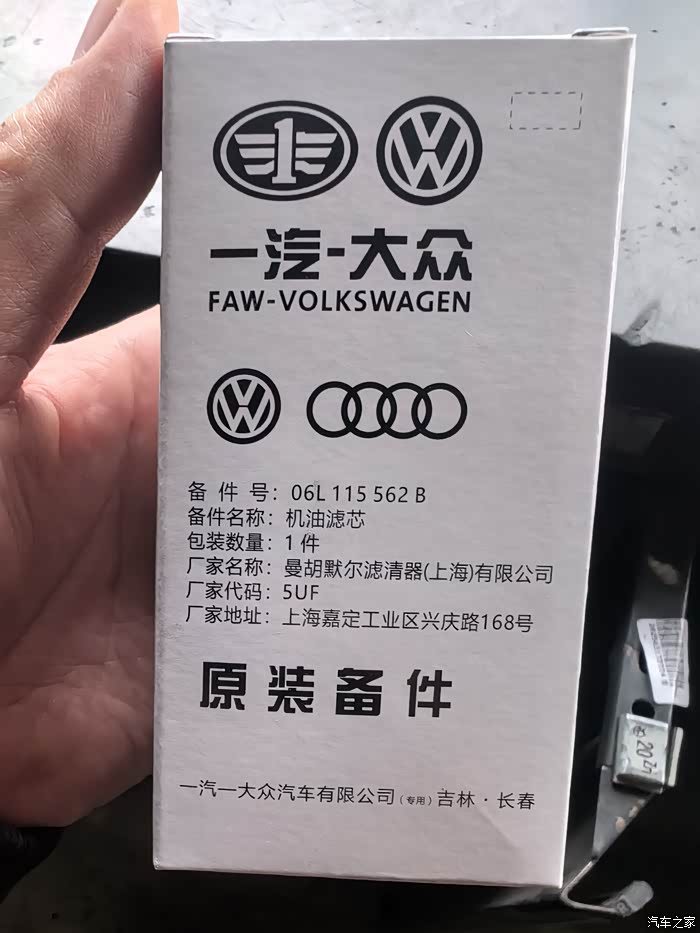 一汽-大众
FAW-VOLKSWAGEN
备件号：06L 115 562 B
备件名称：机油滤芯
包装数量：1 件
厂家名称：曼胡默尔滤清器(上海)有限公司
厂家代码：5UF
厂家地址：上海嘉定工业区兴庆路168号
原装备件
一汽一大众汽车有限公司（专用）吉林·长春
汽车之家